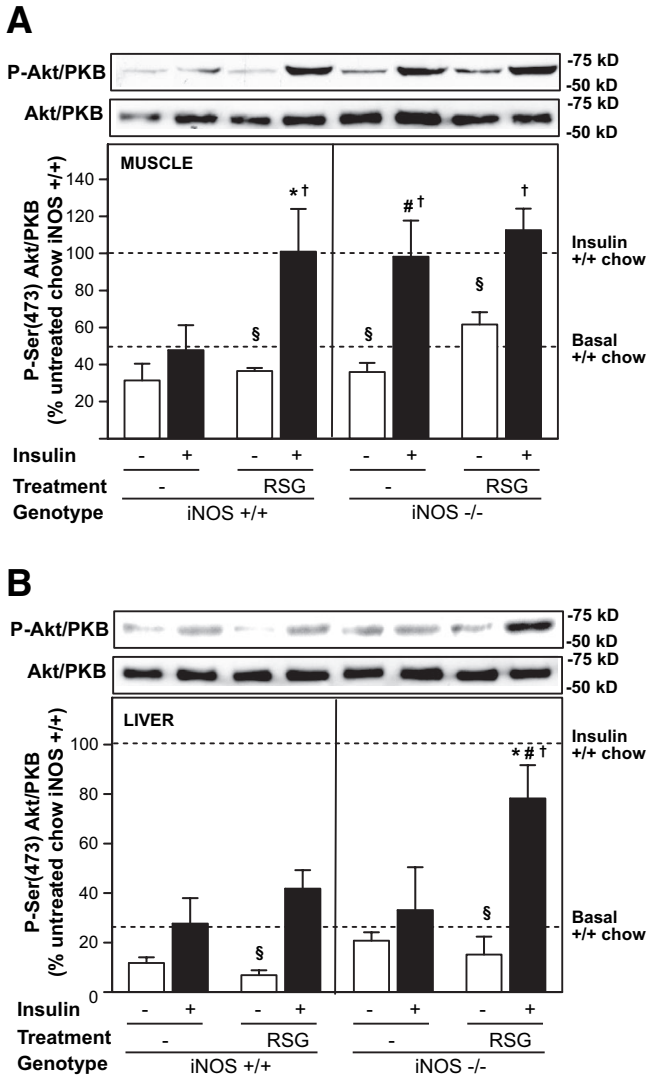 A
P-Akt/PKB
-75 kD
-50 kD
Akt/PKB
-75 kD
-50 kD
P-Ser(473) Akt/PKB
(% untreated chow iNOS +/+)
MUSCLE
140
100
80
60
40
20
* †
# †
†
§
§
§
Insulin
+/+ chow
Basal
+/+ chow
Insulin - + - + - + - +
Treatment - RSG - RSG
Genotype iNOS +/+ iNOS -/-
B
P-Akt/PKB
-75 kD
-50 kD
Akt/PKB
-75 kD
-50 kD
P-Ser(473) Akt/PKB
(% untreated chow iNOS +/+)
LIVER
100
80
60
40
20
0
* # †
§
§
Insulin
+/+ chow
Basal
+/+ chow
Insulin - + - + - + - +
Treatment - RSG - RSG
Genotype iNOS +/+ iNOS -/-